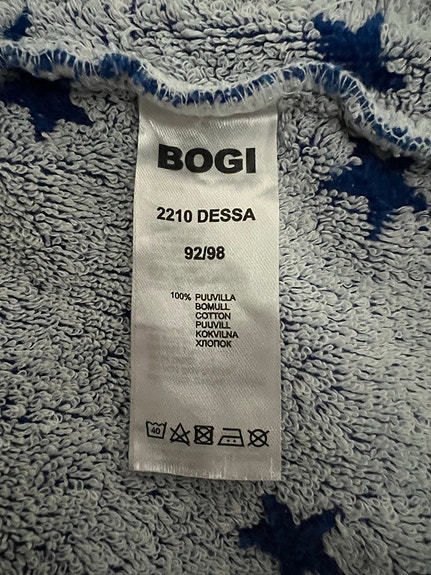 BOGI
2210 DESSA
92/98
100% PUUVILLA
BOMULL
COTTON
PUUVILL
KOKVILNA
ХЛОПОК
40